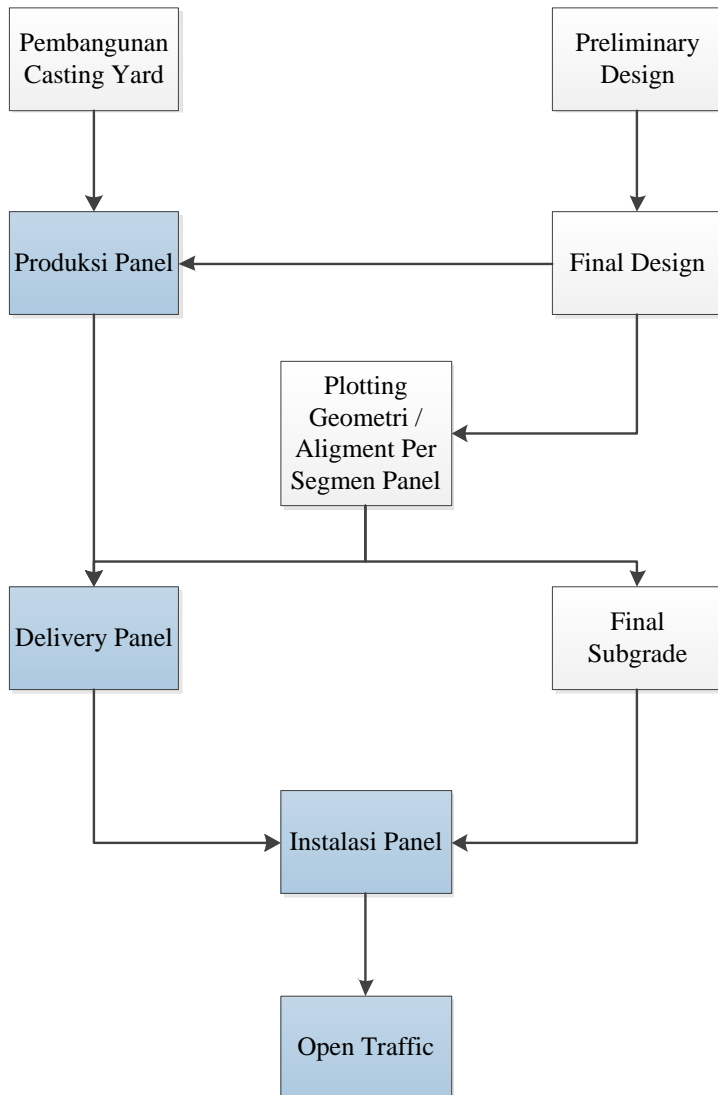 Pembangunan
Casting Yard
Preliminary
Design
Produksi Panel
Final Design
Plotting
Geometri /
Aligment Per
Segmen Panel
Delivery Panel
Final
Subgrade
Instalasi Panel
Open Traffic